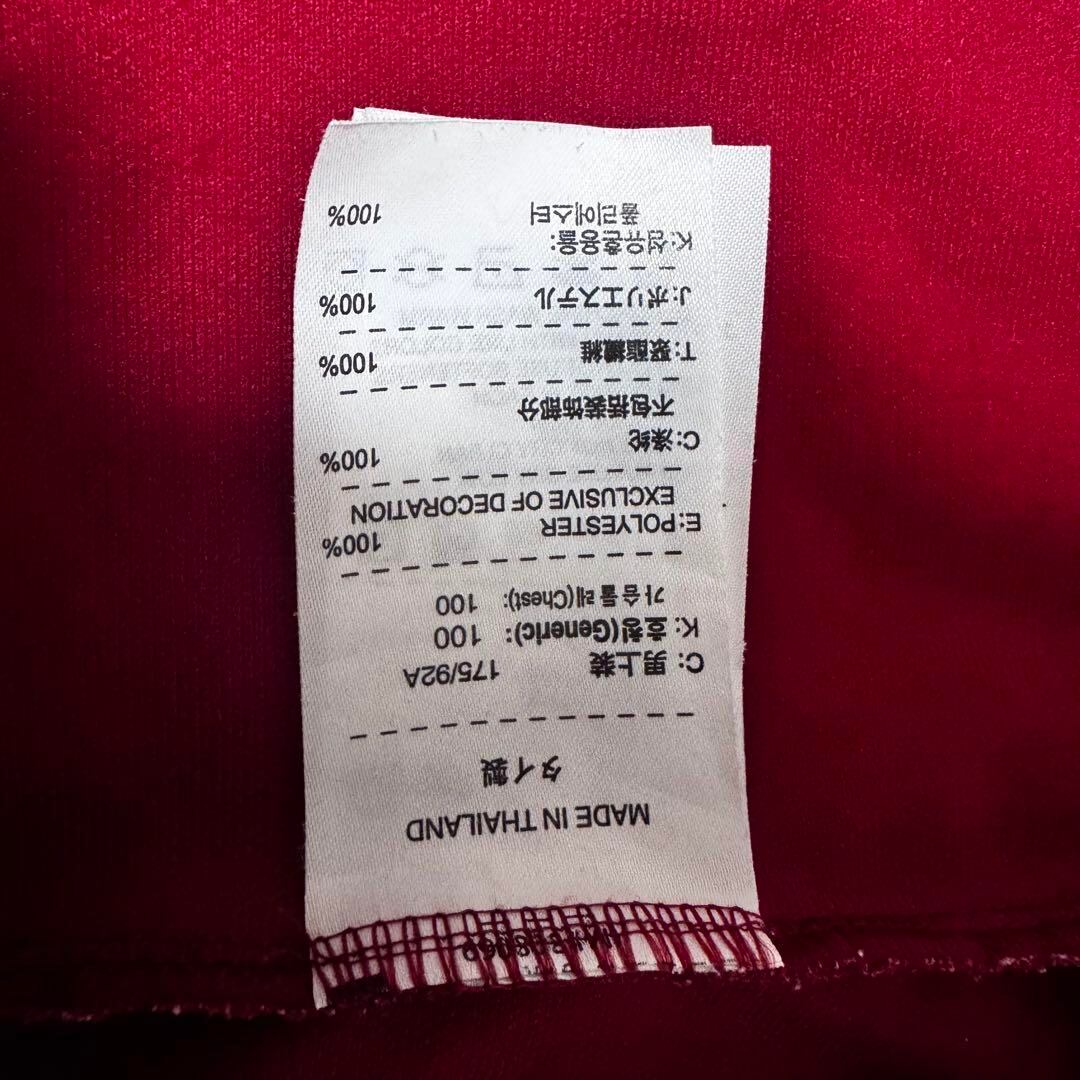 MADE IN THAILAND
タイ製
C: 男上装 175/92A
K: 호칭(Generic): 100
가슴둘레(Chest): 100
E:POLYESTER 100%
EXCLUSIVE OF DECORATION
C:涤纶 100%
不包括装饰部分
T:聚酯纖維 100%
J:ポリエステル 100%
K:섬유혼용율:
폴리에스터 100%